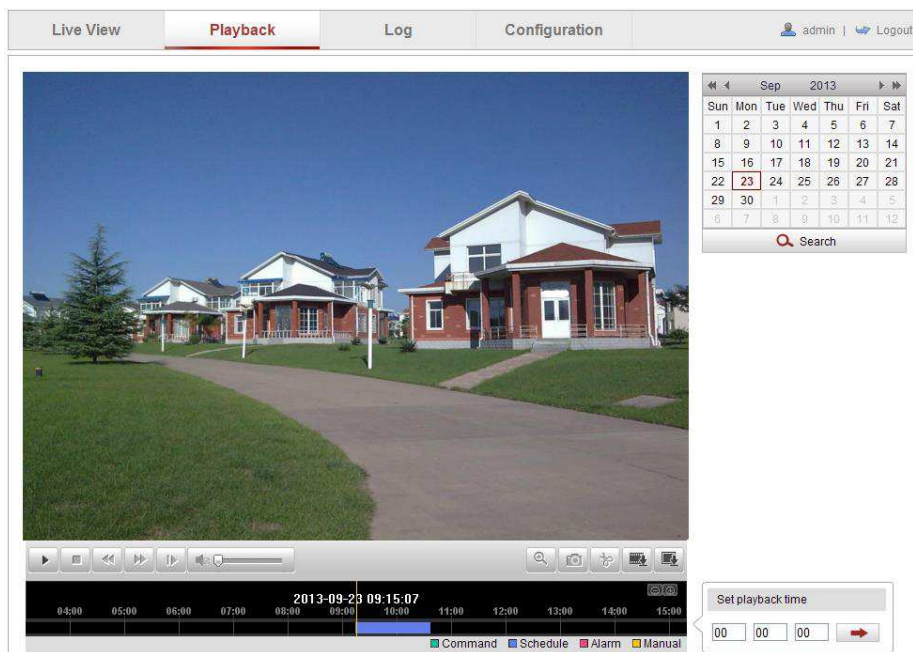 Live View Playback Log Configuration admin | Logout
Sep 2013
Sun Mon Tue Wed Thu Fri Sat
1 2 3 4 5 6 7
8 9 10 11 12 13 14
15 16 17 18 19 20 21
22 23 24 25 26 27 28
29 30 1 2 3 4 5
6 7 8 9 10 11 12
Search
2013-09-23 09:15:07
04:00 05:00 06:00 07:00 08:00 09:00 10:00 11:00 12:00 13:00 14:00 15:00
Command Schedule Alarm Manual
Set playback time
00 00 00